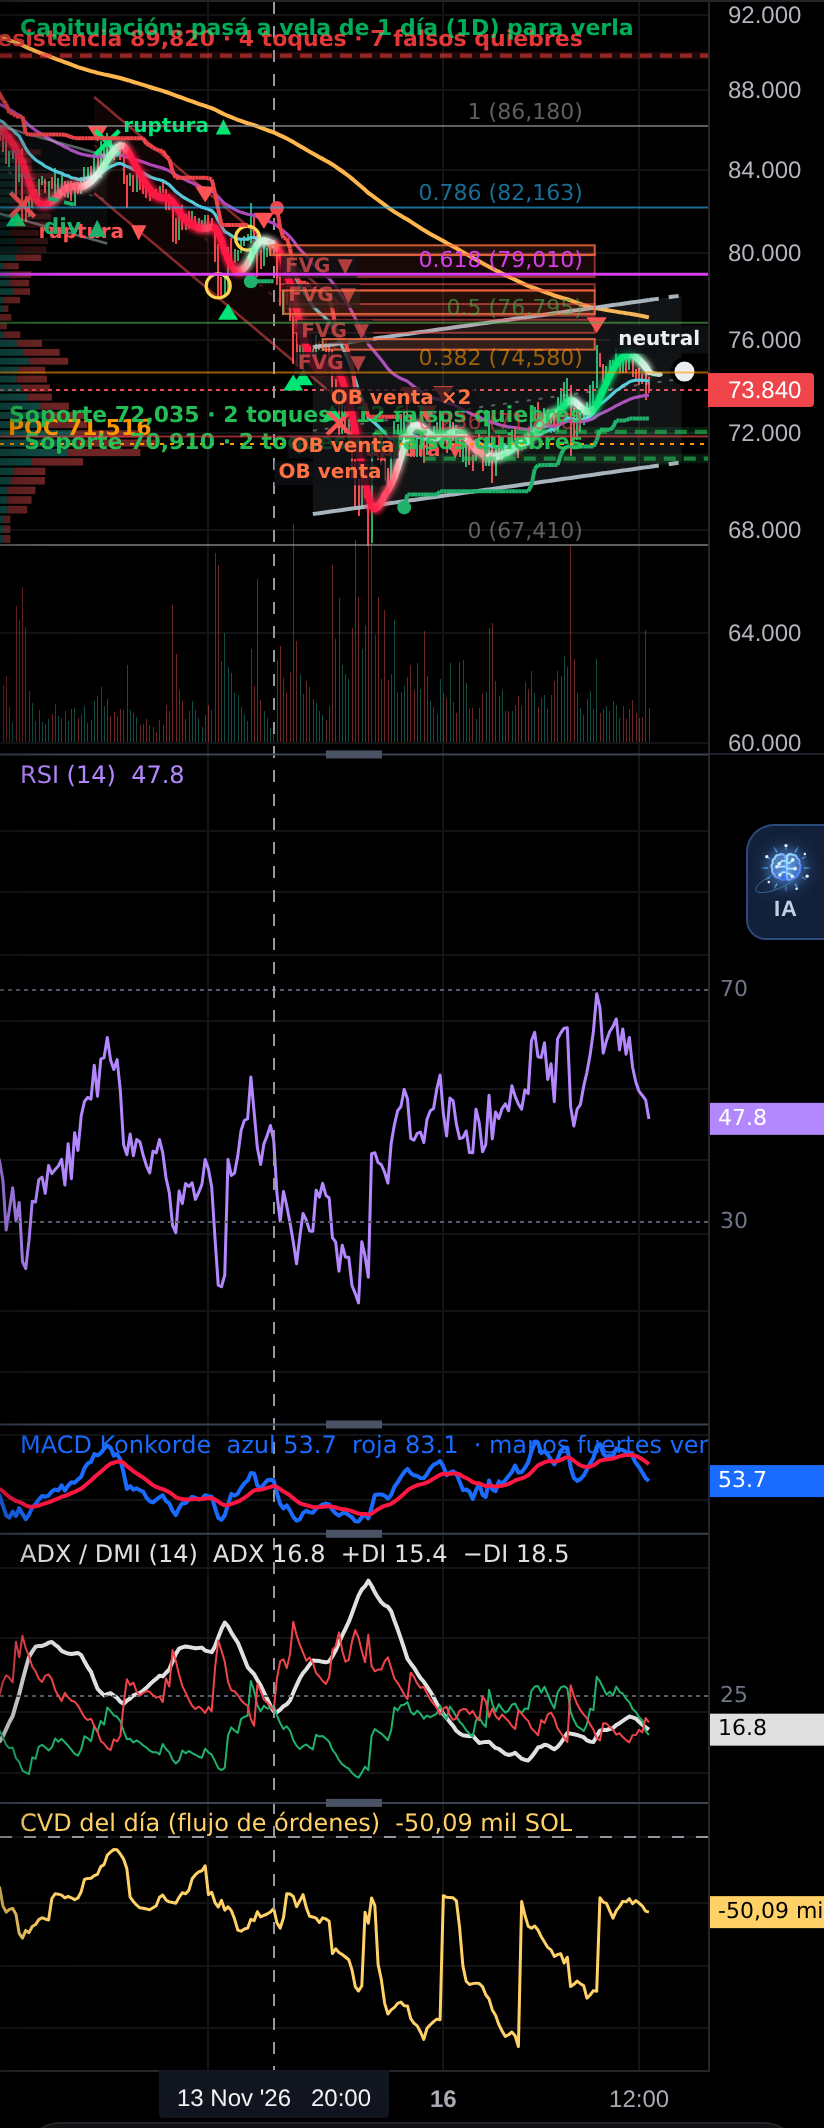 92.000
Capitulación: pasá a vela de 1 día (1D) para verla
esistencia 89,820 · 4 toques · 7 falsos quiebres
88.000
1 (86,180)
ruptura ▲
84.000
0.786 (82,163)
div ▲
ruptura ▼
80.000
0.618 (79,010)
FVG ▼
FVG ▼
0.5 (76,795)
FVG ▼
76.000
neutral
0.382 (74,580)
FVG ▼
73.840
OB venta ×2
Soporte 72,035 · 2 toques
72.000
POC 71,516
Soporte 70,910 · 2 to
OB venta
OB venta
68.000
0 (67,410)
64.000
60.000
RSI (14) 47.8
IA
70
47.8
30
MACD Konkorde azul 53.7 roja 83.1 · manos fuertes ver
53.7
ADX / DMI (14) ADX 16.8 +DI 15.4 −DI 18.5
25
16.8
CVD del día (flujo de órdenes) -50,09 mil SOL
-50,09 mi
13 Nov '26 20:00
16
12:00